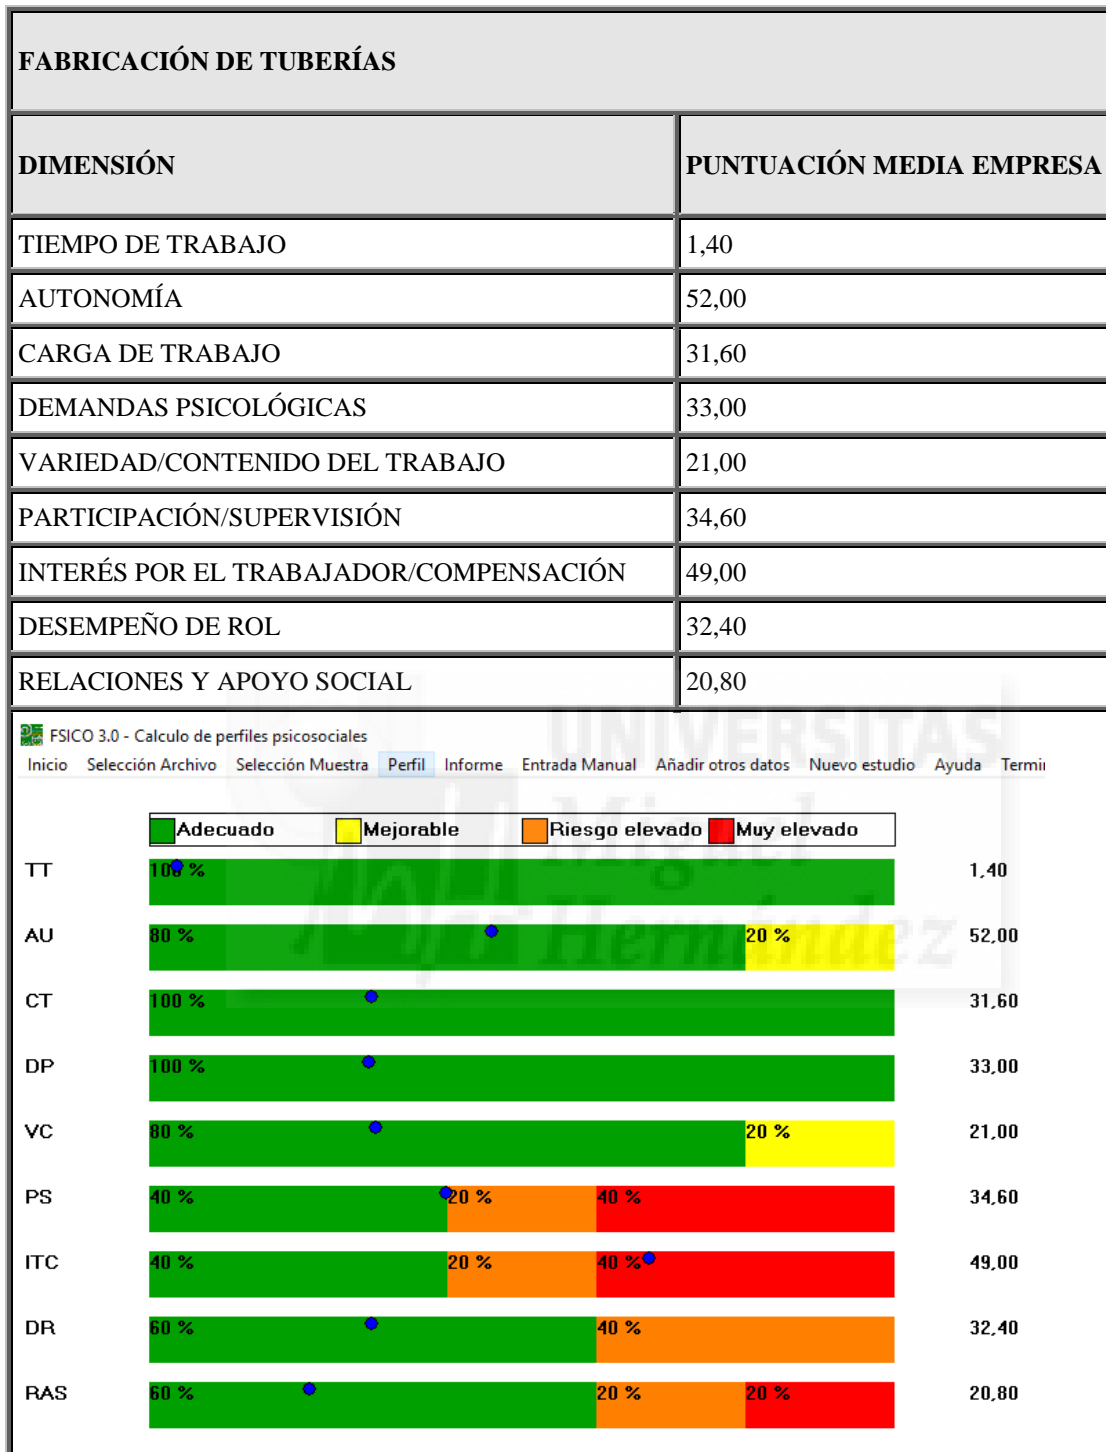 FABRICACIÓN DE TUBERÍAS
DIMENSIÓN PUNTUACIÓN MEDIA EMPRESA
TIEMPO DE TRABAJO 1,40
AUTONOMÍA 52,00
CARGA DE TRABAJO 31,60
DEMANDAS PSICOLÓGICAS 33,00
VARIEDAD/CONTENIDO DEL TRABAJO 21,00
PARTICIPACIÓN/SUPERVISIÓN 34,60
INTERÉS POR EL TRABAJADOR/COMPENSACIÓN 49,00
DESEMPEÑO DE ROL 32,40
RELACIONES Y APOYO SOCIAL 20,80
UNIVERSITAS
Miguel
Hernández
FSICO 3.0 - Calculo de perfiles psicosociales
Inicio Selección Archivo Selección Muestra Perfil Informe Entrada Manual Añadir otros datos Nuevo estudio Ayuda Termi
Adecuado Mejorable Riesgo elevado Muy elevado
TT 100 % 1,40
AU 80 % 20 % 52,00
CT 100 % 31,60
DP 100 % 33,00
VC 80 % 20 % 21,00
PS 40 % 20 % 40 % 34,60
ITC 40 % 20 % 40 % 49,00
DR 60 % 40 % 32,40
RAS 60 % 20 % 20 % 20,80